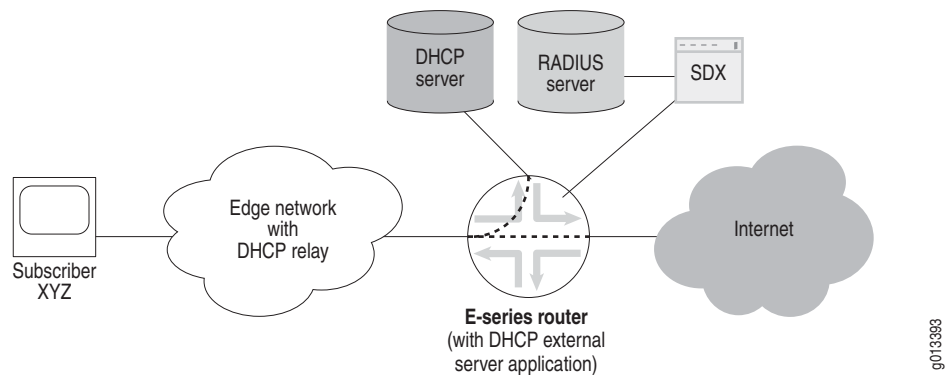 DHCP
server
RADIUS
server
SDX
Edge network
with
DHCP relay
Internet
Subscriber
XYZ
E-series router
(with DHCP external
server application)
g013393